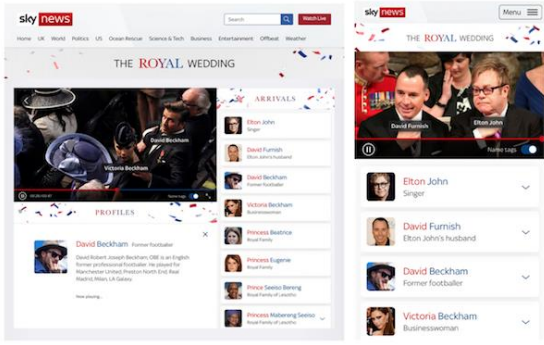 sky news
Search
Watch Live
Home UK World Politics US Ocean Rescue Science & Tech Business Entertainment Offbeat Weather
THE ROYAL WEDDING
David Beckham
Victoria Beckham
Name tags
ARRIVALS
Elton John
Singer
David Furnish
Elton John's husband
David Beckham
Former footballer
Victoria Beckham
Businesswoman
Princess Beatrice
Royal Family
Princess Eugenie
Royal Family
Prince Seeiso Bereng
Royal Family of Lesotho
Princess Mabereng Seeiso
Royal Family of Lesotho
PROFILES
David Beckham Former footballer
David Robert Joseph Beckham, OBE is an English
former professional footballer. He played for
Manchester United, Preston North End, Real
Madrid, Milan, LA Galaxy.
Now playing...
sky news
Menu
THE ROYAL WEDDING
David Furnish
Elton John
Name tags
Elton John
Singer
David Furnish
Elton John's husband
David Beckham
Former footballer
Victoria Beckham
Businesswoman